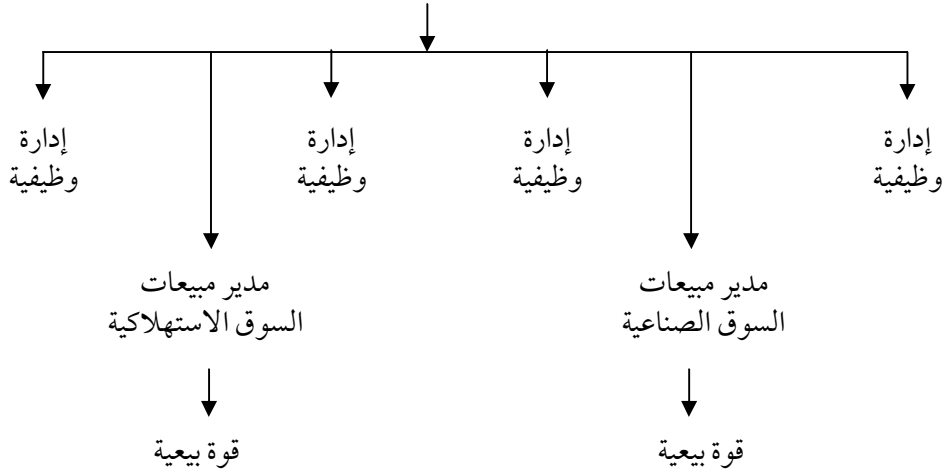 إدارة
وظيفية
إدارة
وظيفية
إدارة
وظيفية
إدارة
وظيفية
مدير مبيعات
السوق الصناعية
مدير مبيعات
السوق الاستهلاكية
قوة بيعية
قوة بيعية